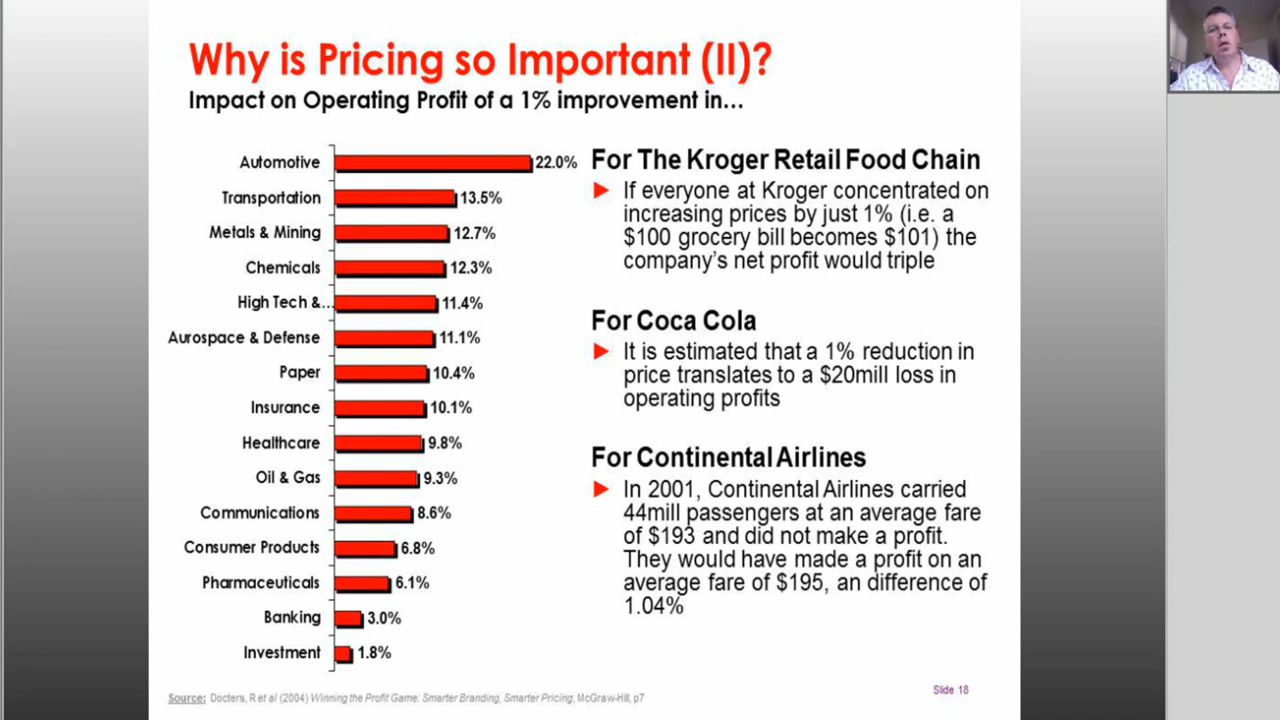 Why is Pricing so Important (II)?
Impact on Operating Profit of a 1% improvement in...
Automotive 22.0%
Transportation 13.5%
Metals & Mining 12.7%
Chemicals 12.3%
High Tech &... 11.4%
Aurospace & Defense 11.1%
Paper 10.4%
Insurance 10.1%
Healthcare 9.8%
Oil & Gas 9.3%
Communications 8.6%
Consumer Products 6.8%
Pharmaceuticals 6.1%
Banking 3.0%
Investment 1.8%
For The Kroger Retail Food Chain
If everyone at Kroger concentrated on
increasing prices by just 1% (i.e. a
$100 grocery bill becomes $101) the
company's net profit would triple
For Coca Cola
It is estimated that a 1% reduction in
price translates to a $20mill loss in
operating profits
For Continental Airlines
In 2001, Continental Airlines carried
44mill passengers at an average fare
of $193 and did not make a profit.
They would have made a profit on an
average fare of $195, an difference of
1.04%
Source: Docters, R et al (2004) Winning the Profit Game: Smarter Branding, Smarter Pricing, McGraw-Hill, p7
Slide 18